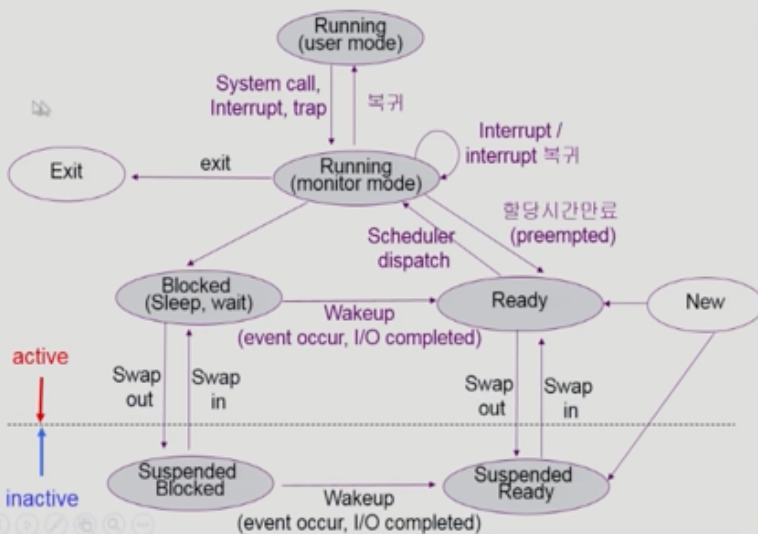 Running
(user mode)
System call,
Interrupt, trap
복귀
Interrupt /
interrupt 복귀
Exit
exit
Running
(monitor mode)
할당시간만료
(preempted)
Scheduler
dispatch
Blocked
(Sleep, wait)
Ready
New
Wakeup
(event occur, I/O completed)
active
Swap
out
Swap
in
Swap
out
Swap
in
inactive
Suspended
Blocked
Suspended
Ready
Wakeup
(event occur, I/O completed)